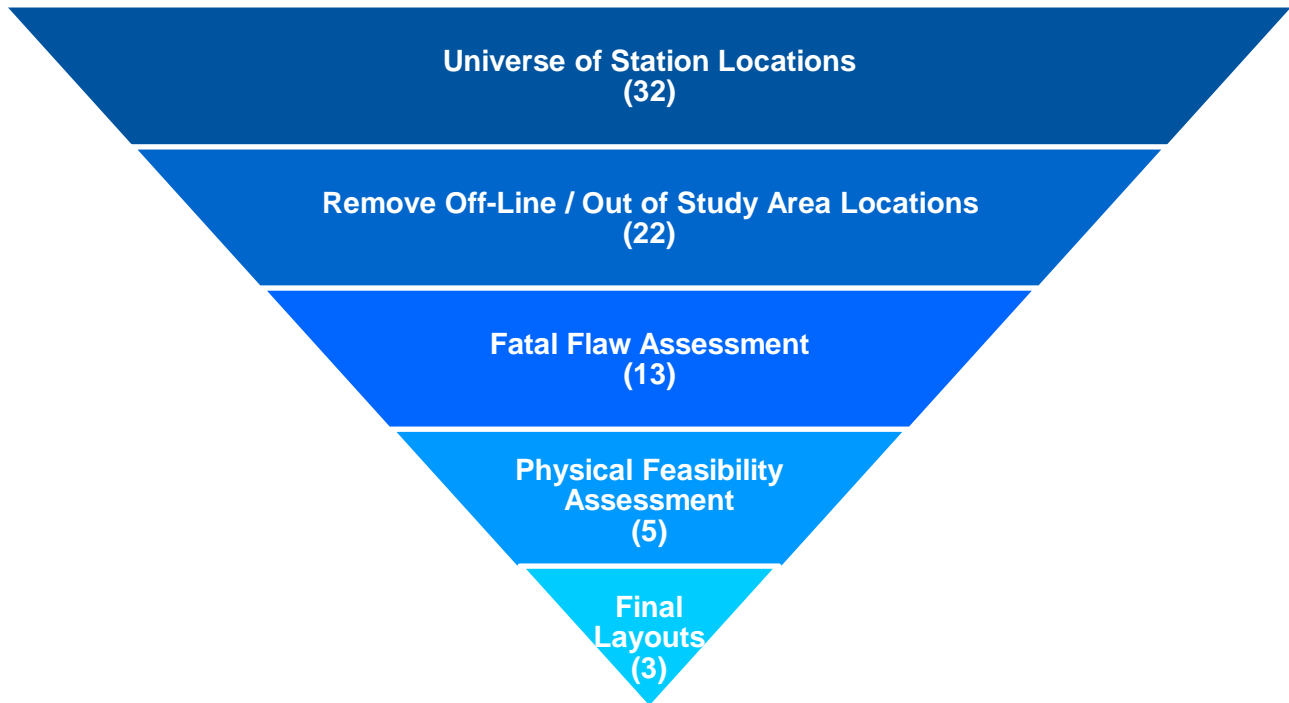 Universe of Station Locations
(32)
Remove Off-Line / Out of Study Area Locations
(22)
Fatal Flaw Assessment
(13)
Physical Feasibility
Assessment
(5)
Final
Layouts
(3)